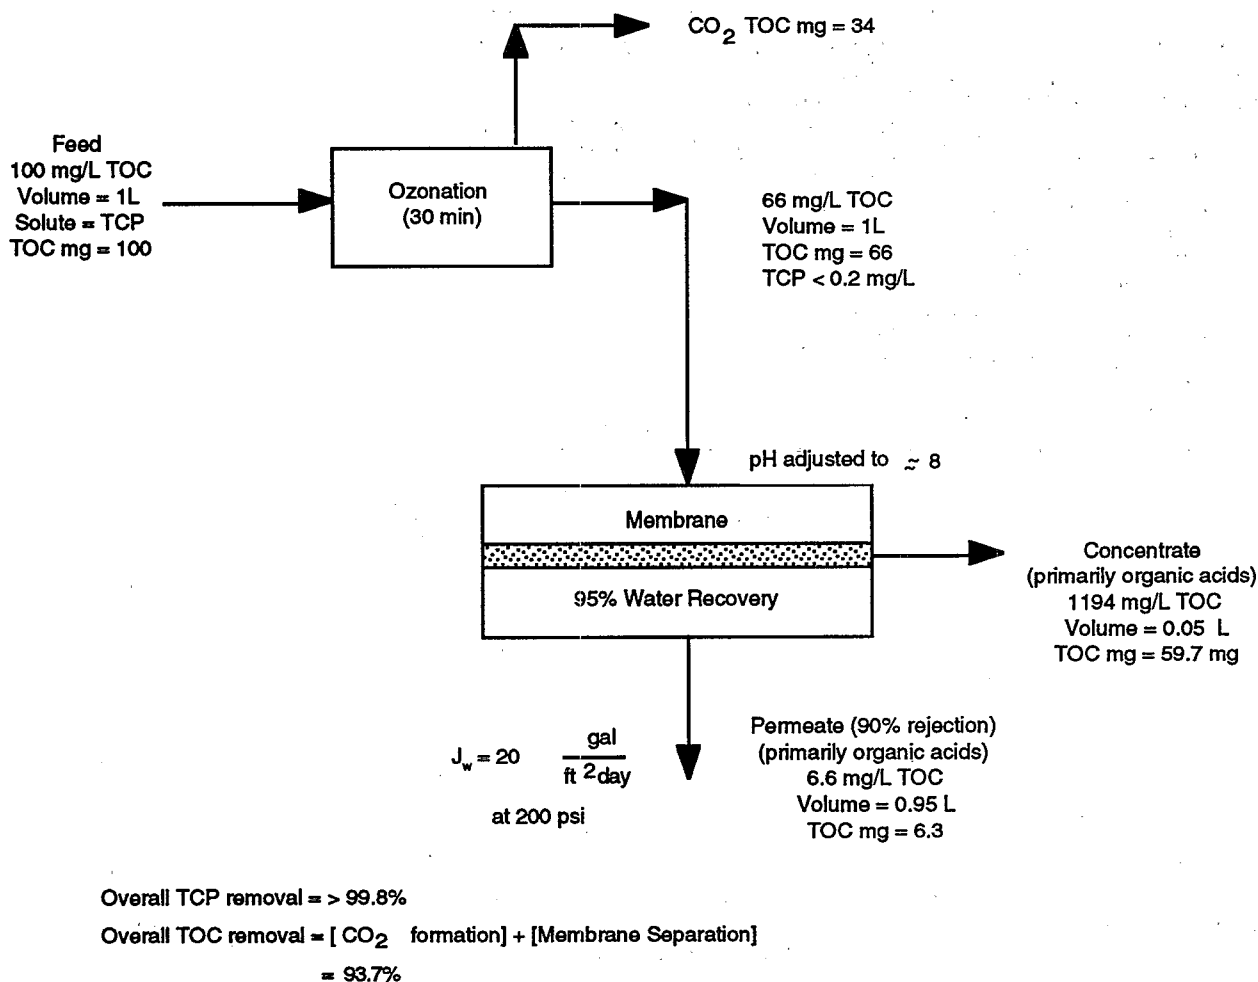 CO2 TOC mg = 34
Feed
100 mg/L TOC
Volume = 1L
Solute = TCP
TOC mg = 100
Ozonation
(30 min)
66 mg/L TOC
Volume = 1L
TOC mg = 66
TCP < 0.2 mg/L
pH adjusted to ~ 8
Membrane
95% Water Recovery
Concentrate
(primarily organic acids)
1194 mg/L TOC
Volume = 0.05 L
TOC mg = 59.7 mg
Jw = 20 gal
ft 2 day
at 200 psi
Permeate (90% rejection)
(primarily organic acids)
6.6 mg/L TOC
Volume = 0.95 L
TOC mg = 6.3
Overall TCP removal = > 99.8%
Overall TOC removal = [ CO2 formation] + [Membrane Separation]
= 93.7%